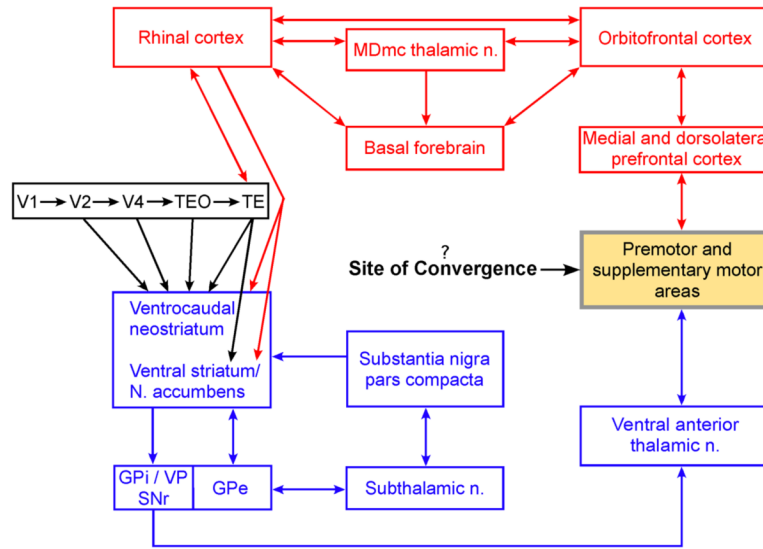 Rhinal cortex
MDmc thalamic n.
Orbitofrontal cortex
Basal forebrain
Medial and dorsolateral
prefrontal cortex
V1 V2 V4 TEO TE
?
Site of Convergence
Premotor and
supplementary motor
areas
Ventrocaudal
neostriatum
Ventral striatum/
N. accumbens
Substantia nigra
pars compacta
Ventral anterior
thalamic n.
GPi / VP
SNr
GPe
Subthalamic n.